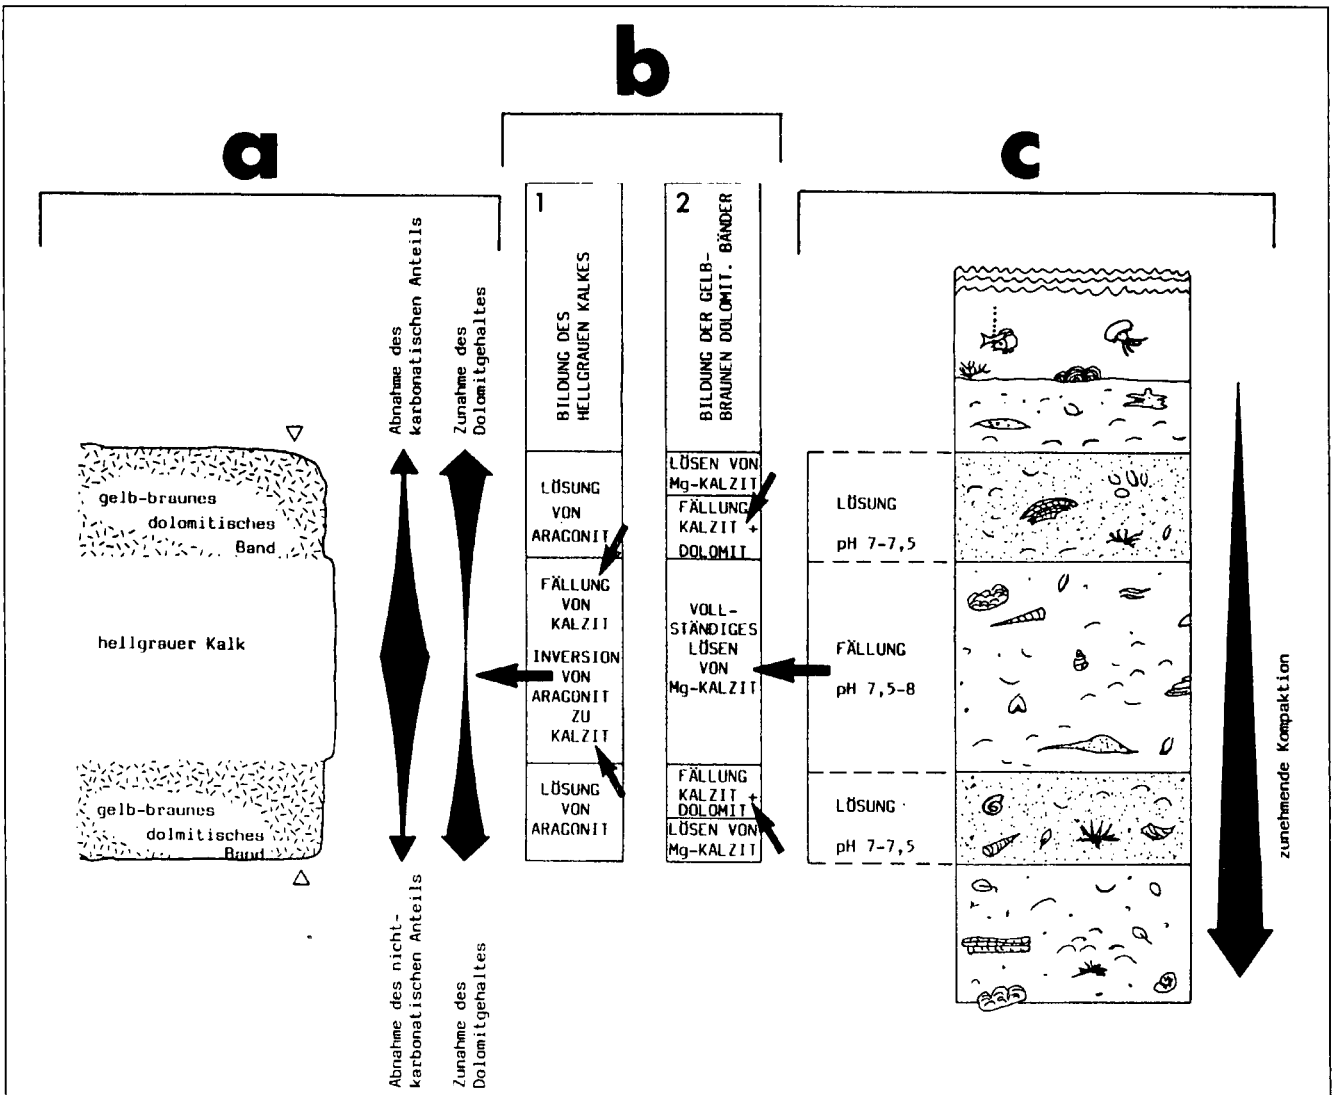 b
a
c
Abnahme des
karbonatischen Anteils
Zunahme des
Dolomitgehaltes
1
BILDUNG DES
HELLGRAUEN KALKES
2
BILDUNG DER GELB-
BRAUNEN DOLOMIT. BÄNDER
gelb-braunes
dolomitisches
Band
hellgrauer Kalk
gelb-braunes
dolmitisches
Band
Abnahme des nicht-
karbonatischen Anteils
Zunahme des
Dolomitgehaltes
LÖSUNG
VON
ARAGONIT
FÄLLUNG
VON
KALZIT
INVERSION
VON
ARAGONIT
ZU
KALZIT
LÖSUNG
VON
ARAGONIT
LÖSEN VON
Mg-KALZIT
FÄLLUNG
KALZIT +
DOLOMIT
VOLL-
STÄNDIGES
LÖSEN
VON
Mg-KALZIT
FÄLLUNG
KALZIT +
DOLOMIT
LÖSEN VON
Mg-KALZIT
LÖSUNG
pH 7-7,5
FÄLLUNG
pH 7,5-8
LÖSUNG
pH 7-7,5
zunehmende Kompaktion